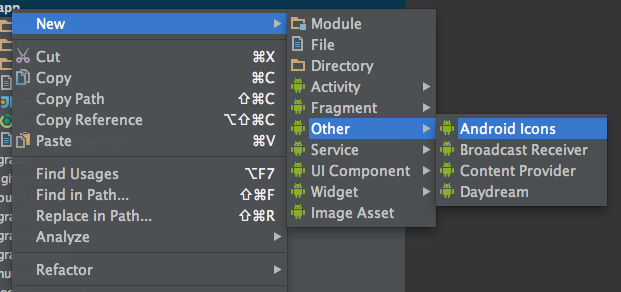 app
New
Cut ⌘X
Copy ⌘C
Copy Path ⇧⌘C
Copy Reference ⌥⇧⌘C
Paste ⌘V
Find Usages ⌥F7
Find in Path... ⇧⌘F
Replace in Path... ⇧⌘R
Analyze
Refactor
Module
File
Directory
Activity
Fragment
Other
Service
UI Component
Widget
Image Asset
Android Icons
Broadcast Receiver
Content Provider
Daydream